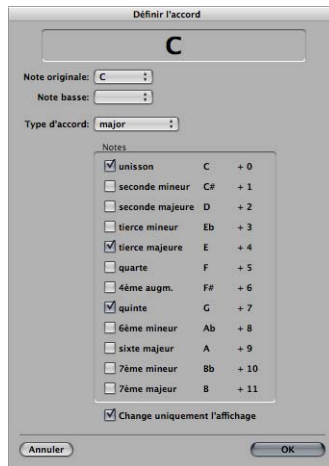 Définir l'accord
C
Note originale: C
Note basse:
Type d'accord: major
Notes
unisson C + 0
seconde mineur C# + 1
seconde majeure D + 2
tierce mineur Eb + 3
tierce majeure E + 4
quarte F + 5
4ème augm. F# + 6
quinte G + 7
6ème mineur Ab + 8
sixte majeur A + 9
7ème mineur Bb + 10
7ème majeur B + 11
Change uniquement l'affichage
Annuler OK